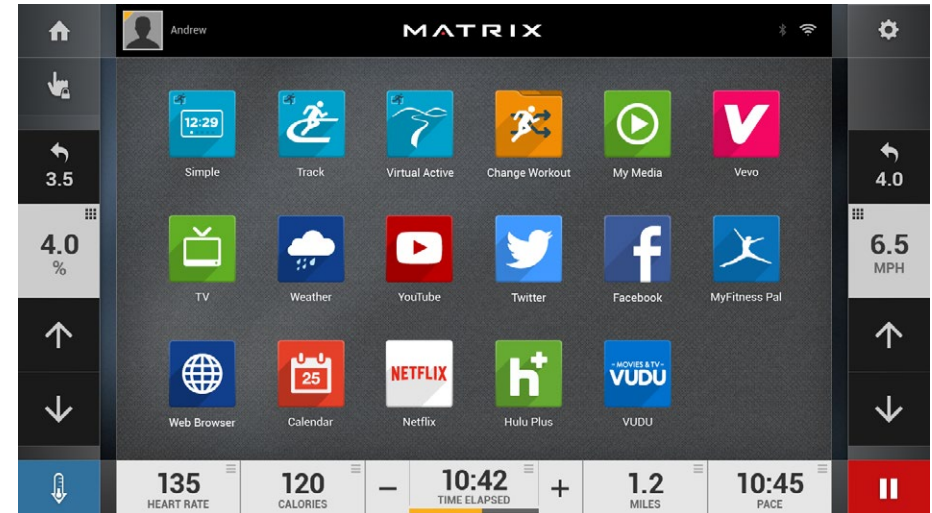 Andrew
MATRIX
3.5
4.0
%
12:29
Simple
Track
Virtual Active
Change Workout
My Media
Vevo
V
4.0
6.5
MPH
TV
Weather
YouTube
Twitter
f
Facebook
MyFitness Pal
Web Browser
25
Calendar
NETFLIX
Netflix
h+
Hulu Plus
- MOVIES & TV -
VUDU
VUDU
135
HEART RATE
120
CALORIES
−
10:42
TIME ELAPSED
+
1.2
MILES
10:45
PACE